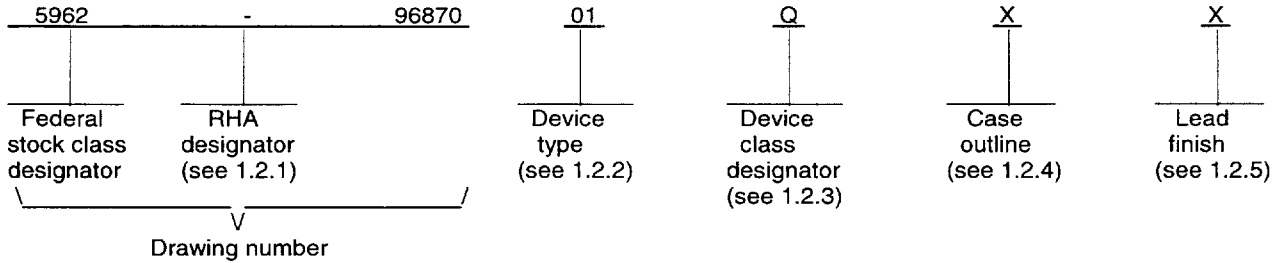 5962 - 96870 01 Q X X
Federal stock class designator
RHA designator (see 1.2.1)
Device type (see 1.2.2)
Device class designator (see 1.2.3)
Case outline (see 1.2.4)
Lead finish (see 1.2.5)
Drawing number